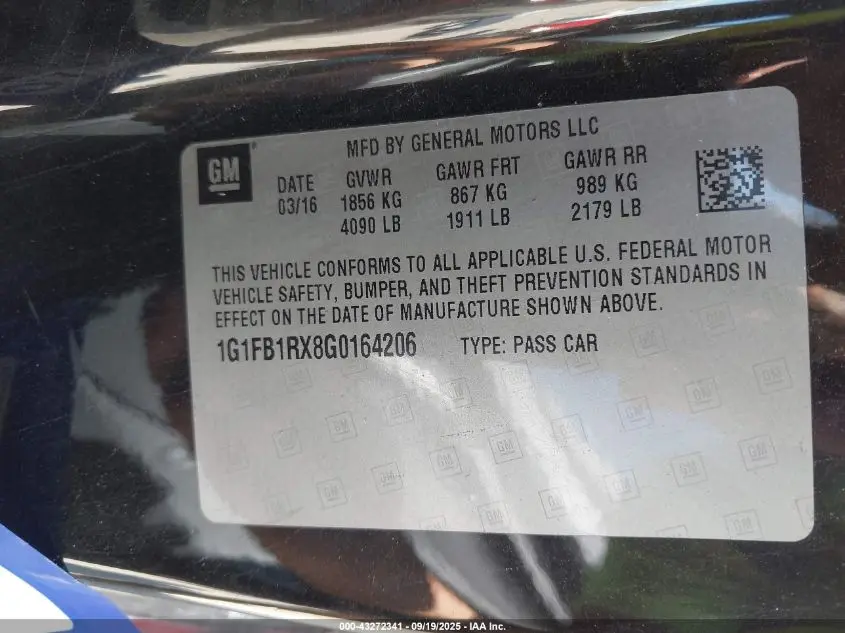 MFD BY GENERAL MOTORS LLC
GM
DATE GVWR GAWR FRT GAWR RR
03/16 1856 KG 867 KG 989 KG
4090 LB 1911 LB 2179 LB
THIS VEHICLE CONFORMS TO ALL APPLICABLE U.S. FEDERAL MOTOR
VEHICLE SAFETY, BUMPER, AND THEFT PREVENTION STANDARDS IN
EFFECT ON THE DATE OF MANUFACTURE SHOWN ABOVE.
1G1FB1RX8G0164206 TYPE: PASS CAR
000-43272341 - 09/19/2025 - IAA Inc.